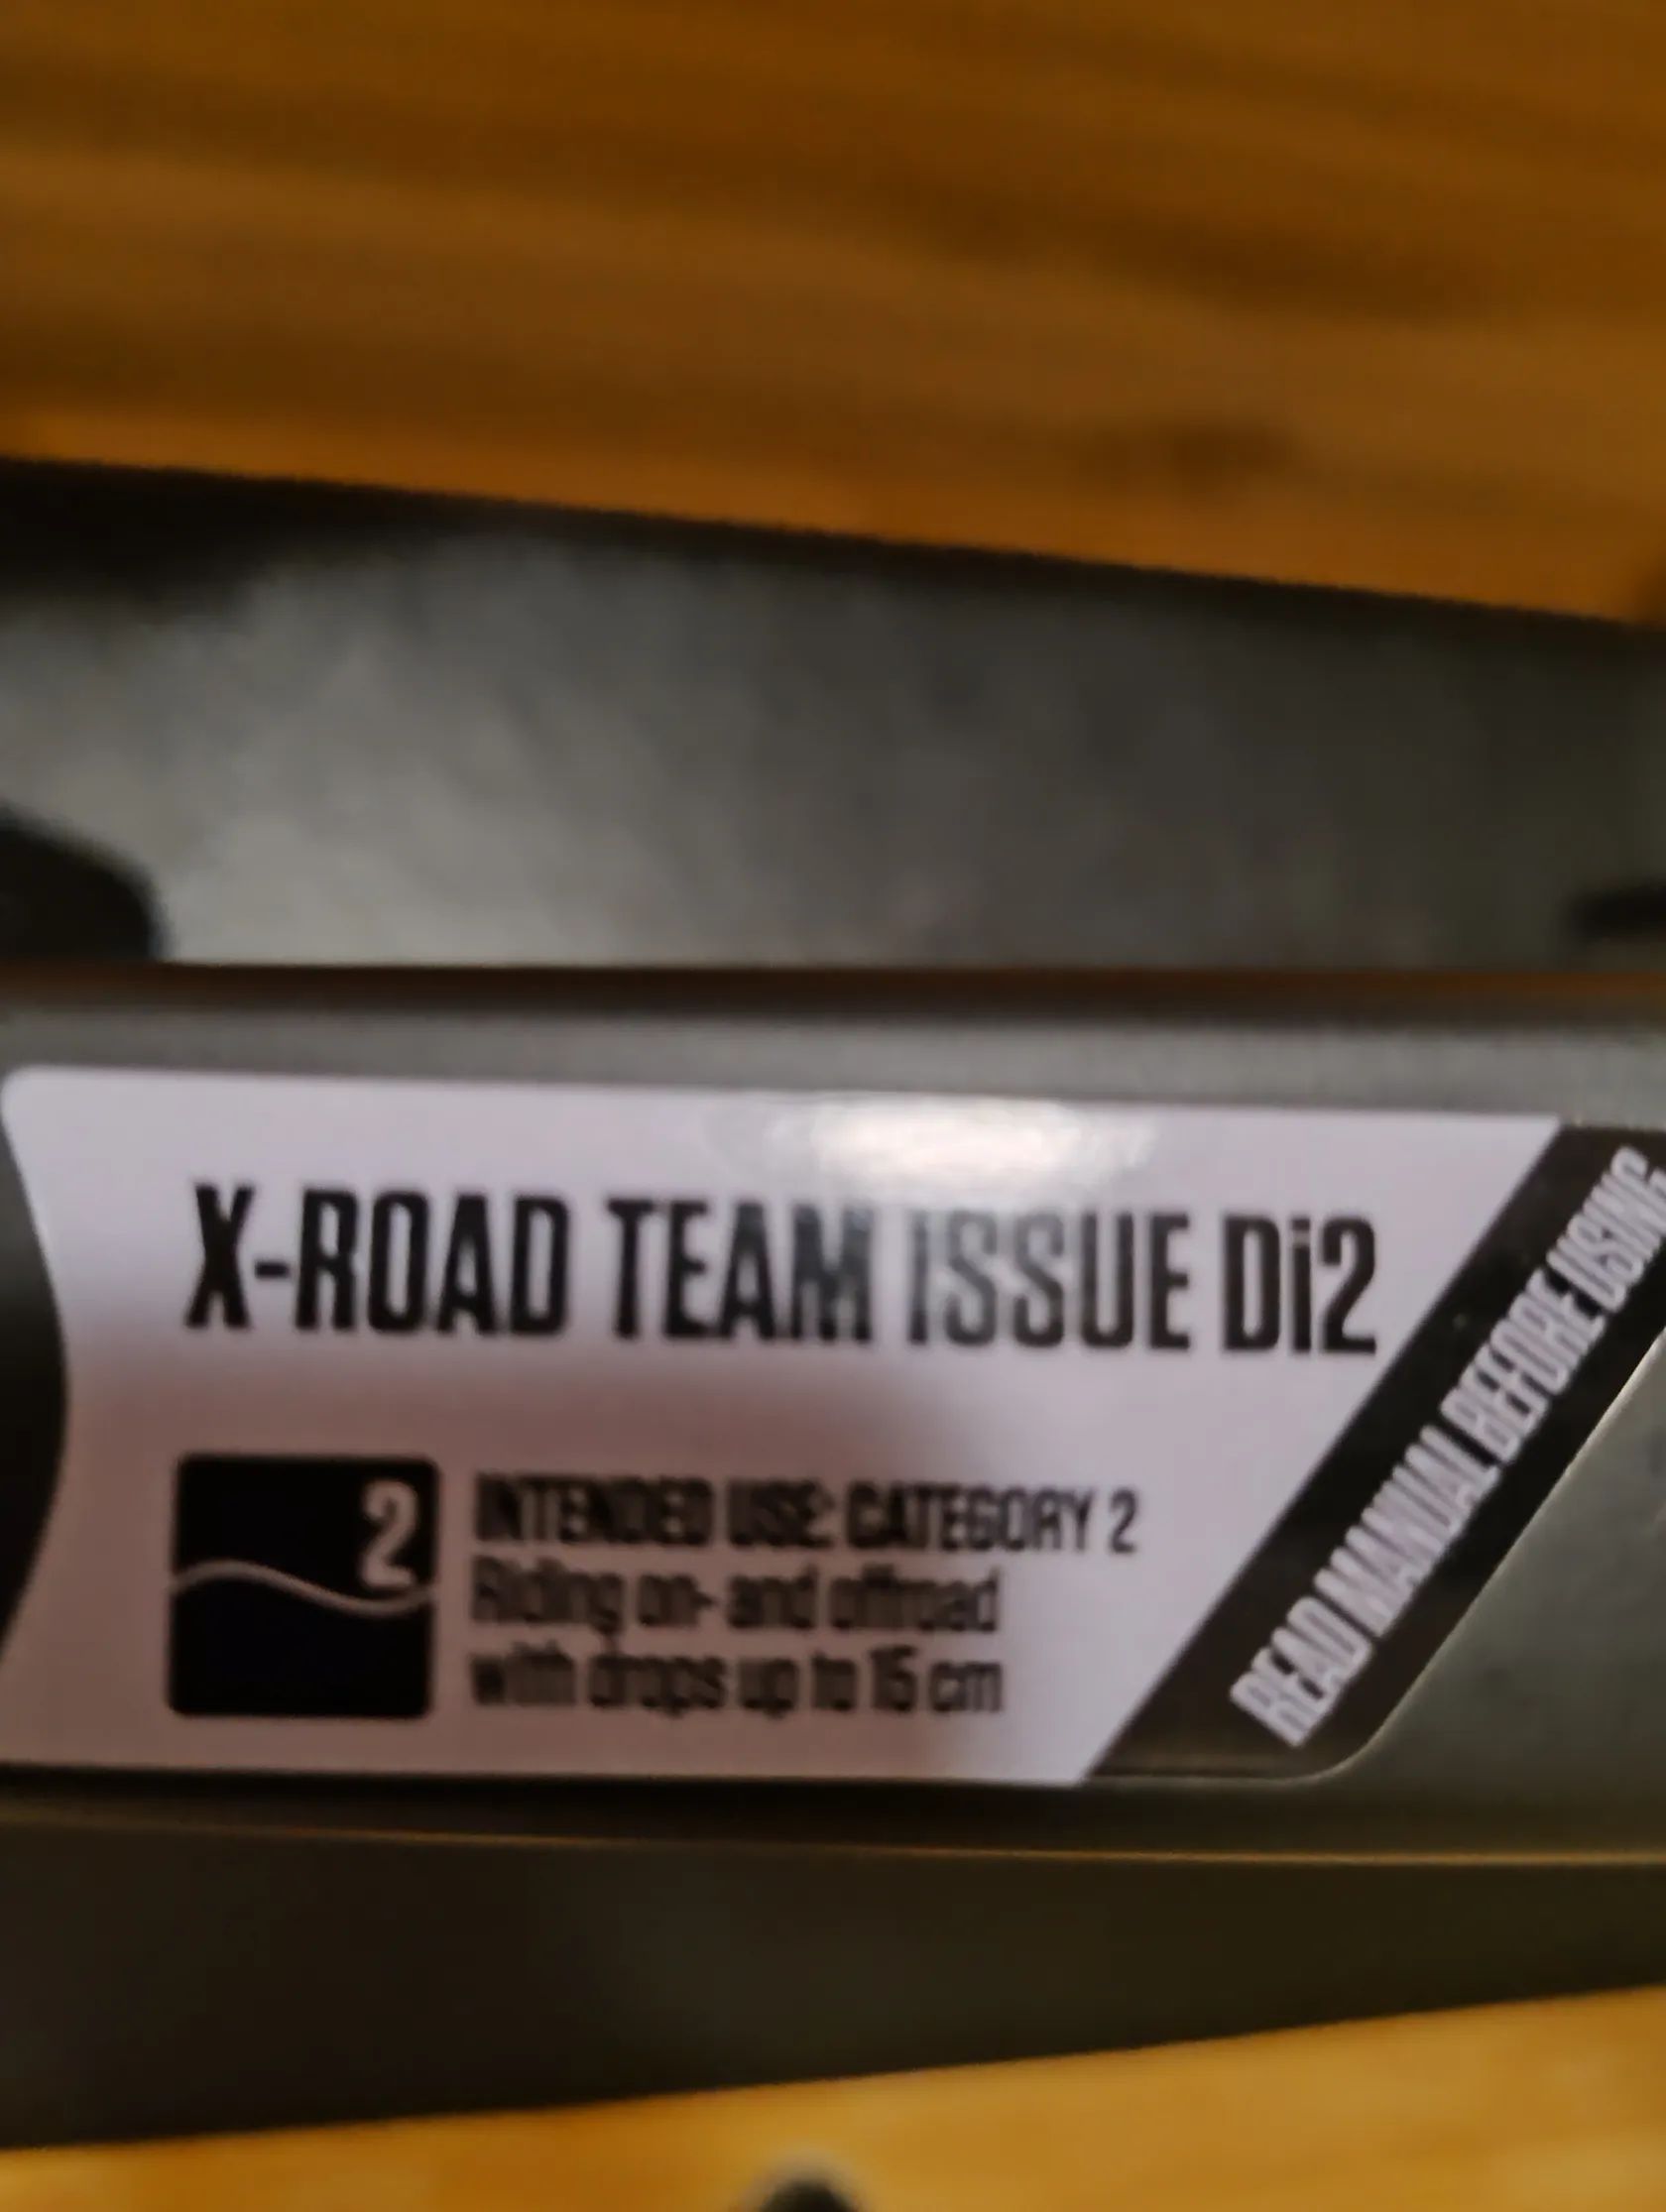 X-ROAD TEAM ISSUE Di2
2
INTENDED USE: CATEGORY 2
Riding on- and offroad
with drops up to 15 cm
READ MANUAL BEFORE USING